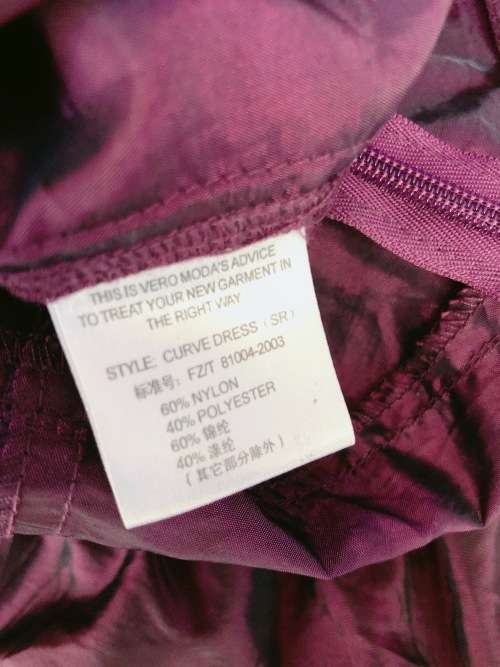 THIS IS VERO MODA'S ADVICE
TO TREAT YOUR NEW GARMENT IN
THE RIGHT WAY
STYLE: CURVE DRESS (SR)
标准号: FZ/T 81004-2003
60% NYLON
40% POLYESTER
60% 锦纶
40% 涤纶
(其它部分除外)